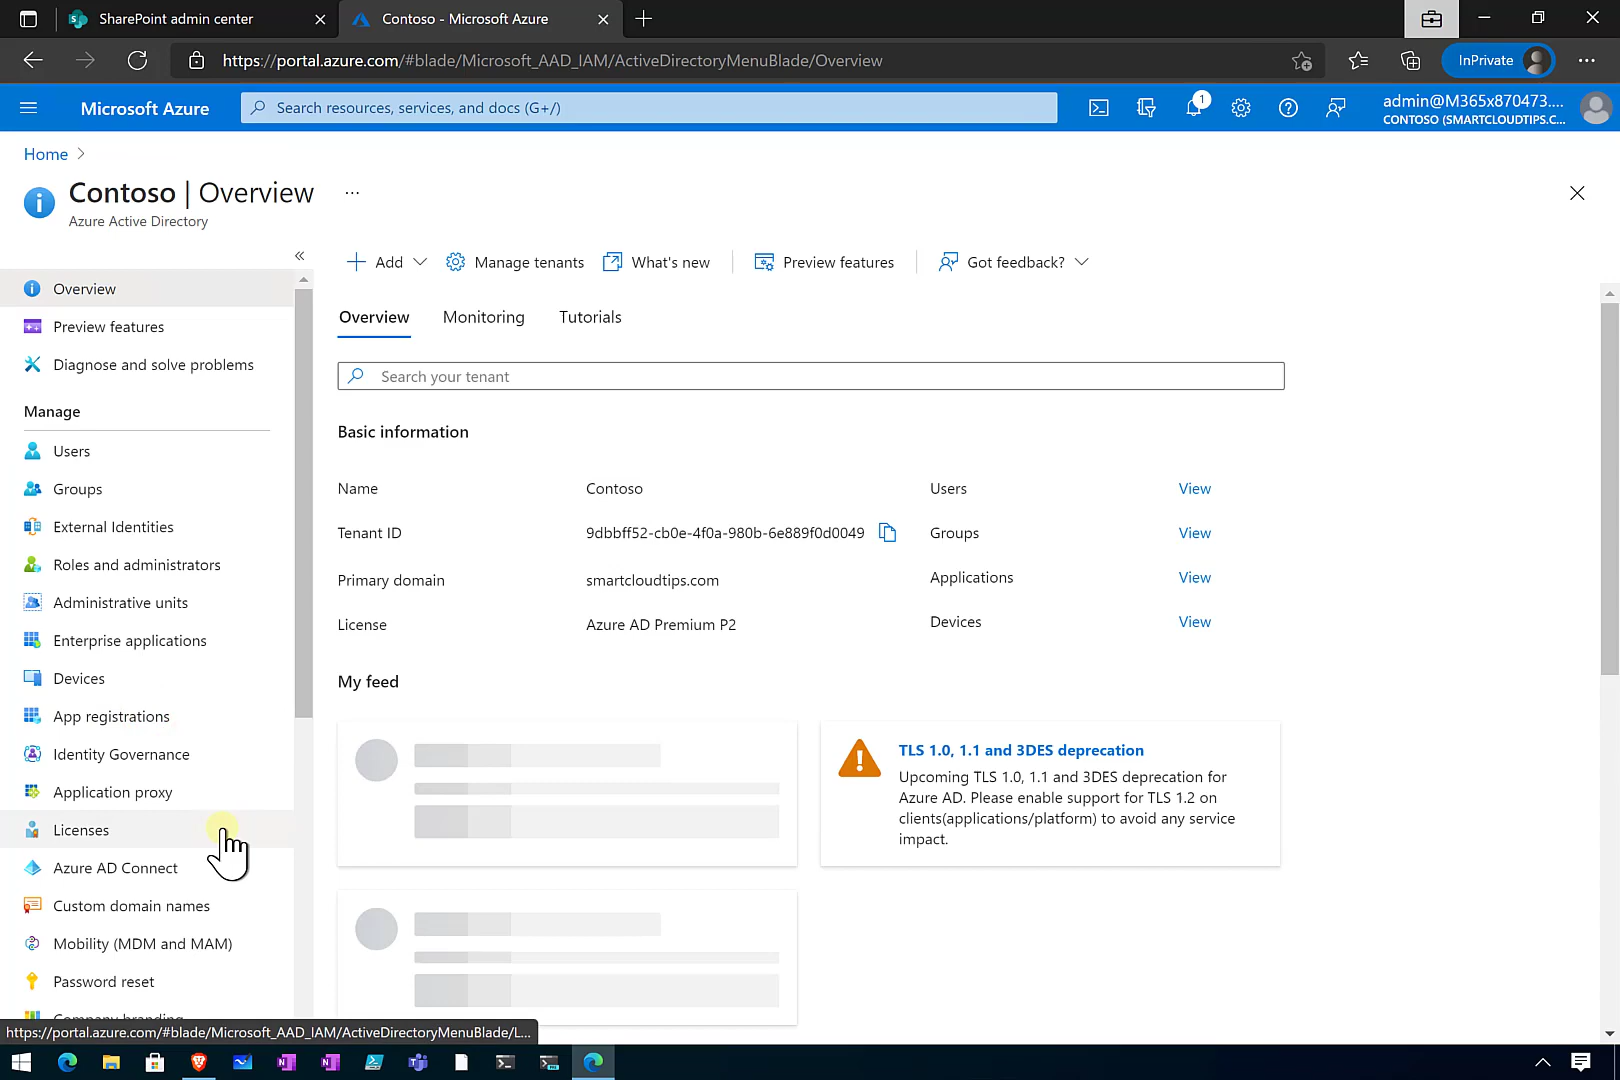 SharePoint admin center
Contoso - Microsoft Azure
https://portal.azure.com/#blade/Microsoft_AAD_IAM/ActiveDirectoryMenuBlade/Overview
InPrivate
Microsoft Azure
Search resources, services, and docs (G+/)
1
admin@M365x870473....
CONTOSO (SMARTCLOUDTIPS.C...
Home
Contoso | Overview
Azure Active Directory
Add
Manage tenants
What's new
Preview features
Got feedback?
Overview
Preview features
Diagnose and solve problems
Manage
Users
Groups
External Identities
Roles and administrators
Administrative units
Enterprise applications
Devices
App registrations
Identity Governance
Application proxy
Licenses
Azure AD Connect
Custom domain names
Mobility (MDM and MAM)
Password reset
Company branding
Overview
Monitoring
Tutorials
Search your tenant
Basic information
Name
Contoso
Users
View
Tenant ID
9dbbff52-cb0e-4f0a-980b-6e889f0d0049
Groups
View
Primary domain
smartcloudtips.com
Applications
View
License
Azure AD Premium P2
Devices
View
My feed
TLS 1.0, 1.1 and 3DES deprecation
Upcoming TLS 1.0, 1.1 and 3DES deprecation for
Azure AD. Please enable support for TLS 1.2 on
clients(applications/platform) to avoid any service
impact.
https://portal.azure.com/#blade/Microsoft_AAD_IAM/ActiveDirectoryMenuBlade/L...